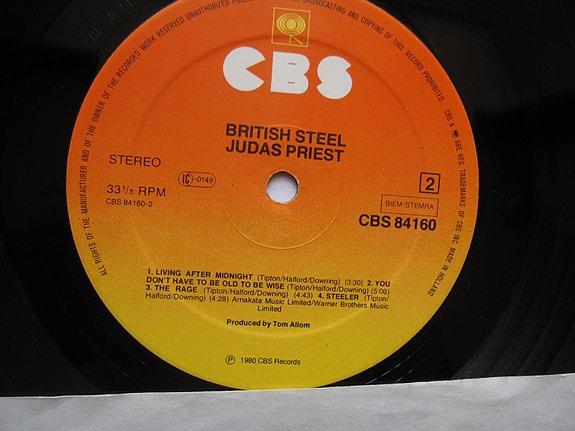 ALL RIGHTS OF THE MANUFACTURER AND OF THE OWNER OF THE RECORDED WORK RESERVED UNAUTHORIZED PUBLIC
BROADCASTING AND COPYING OF THIS RECORD PROHIBITED
CBS & ARE REG. TRADEMARKS OF CBS INC. MADE IN HOLLAND
CBS
BRITISH STEEL
JUDAS PRIEST
STEREO
33 1/3 RPM
CBS 84160-2
LC-0149
2
BIEM/STEMRA
CBS 84160
1. LIVING AFTER MIDNIGHT (Tipton/Halford/Downing) (3:30) 2. YOU
DON'T HAVE TO BE OLD TO BE WISE (Tipton/Halford/Downing) (5:08)
3. THE RAGE (Tipton/Halford/Downing) (4:43) 4. STEELER (Tipton/
Halford/Downing) (4:28) Arnakata Music Limited/Warner Brothers Music
Limited
Produced by Tom Allom
℗ 1980 CBS Records